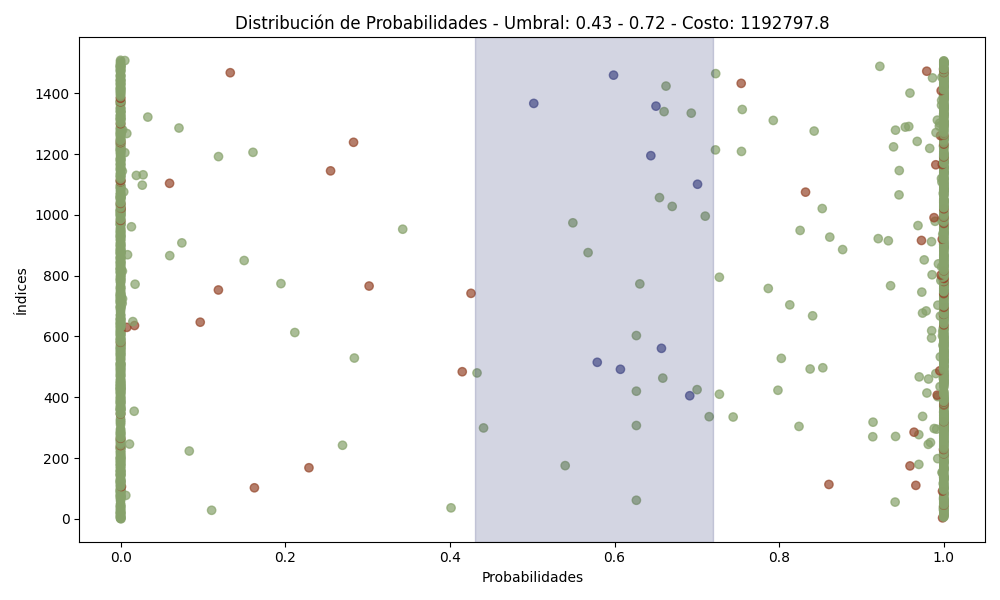 Distribución de Probabilidades - Umbral: 0.43 - 0.72 - Costo: 1192797.8
Índices
1400
1200
1000
800
600
400
200
0
0.0 0.2 0.4 0.6 0.8 1.0
Probabilidades